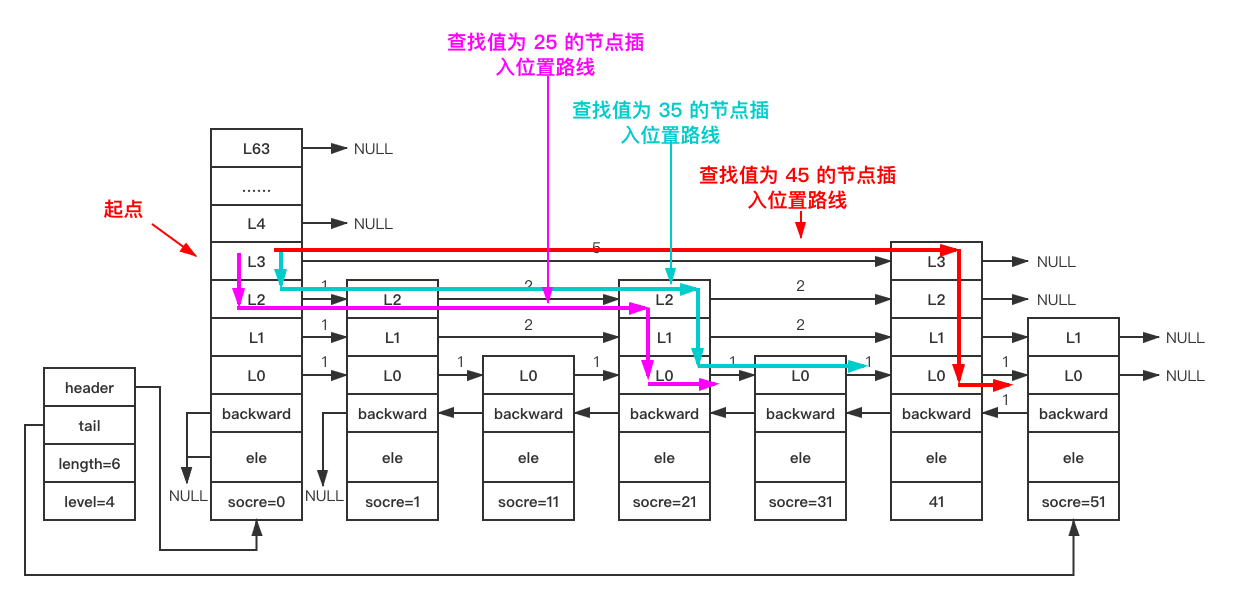 查找值为 25 的节点插
入位置路线
查找值为 35 的节点插
入位置路线
查找值为 45 的节点插
入位置路线
起点
L63 NULL
......
L4 NULL
5
L3 L3 NULL
1 2 2
L2 L2 L2 L2 NULL
1 2 2
L1 L1 L1 L1 L1 NULL
1 1 1 1 1 1
L0 L0 L0 L0 L0 L0 L0 NULL
1
header
tail
length=6
level=4
backward backward backward backward backward backward backward
ele ele ele ele ele ele ele
NULL NULL
socre=0 socre=1 socre=11 socre=21 socre=31 41 socre=51